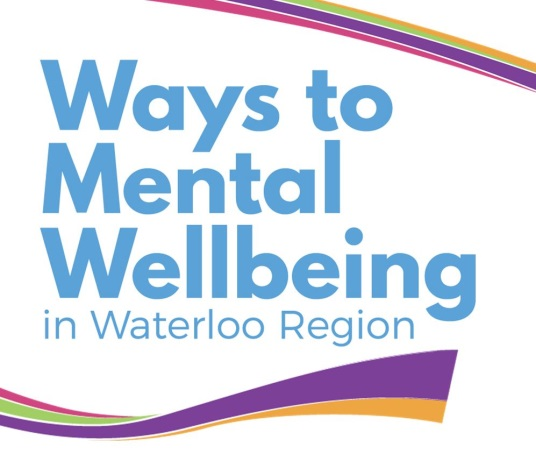 Ways to
Mental
Wellbeing
in Waterloo Region